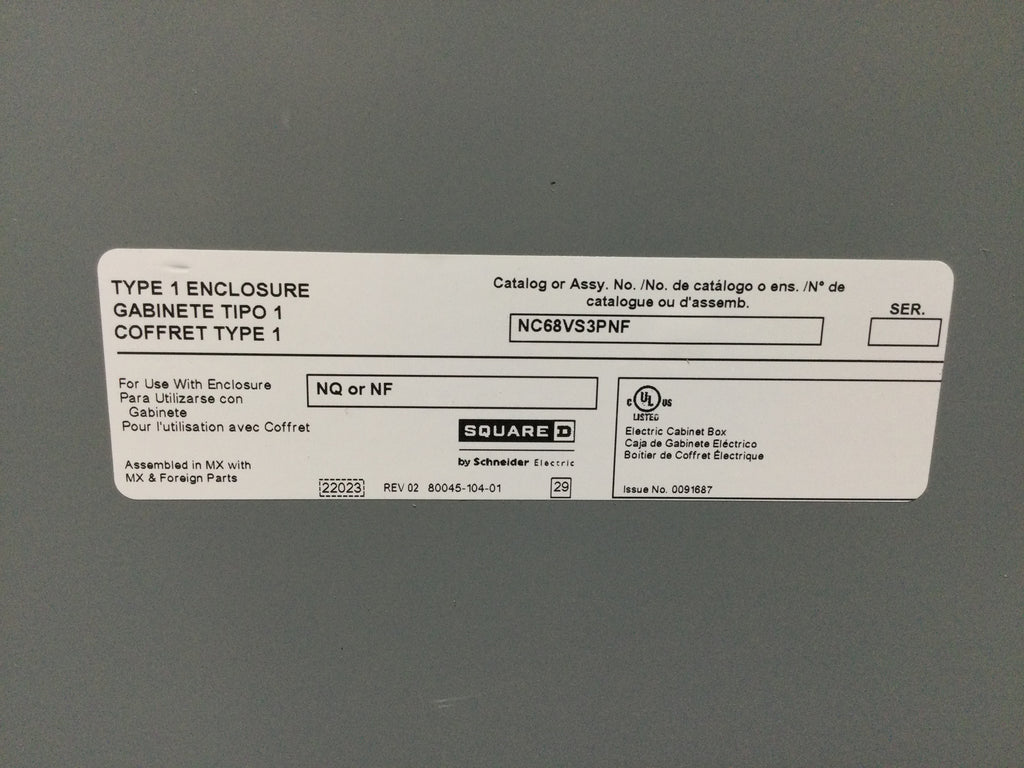 TYPE 1 ENCLOSURE
GABINETE TIPO 1
COFFRET TYPE 1
Catalog or Assy. No. /No. de catálogo o ens. /N° de
catalogue ou d'assemb.
NC68VS3PNF
SER.
For Use With Enclosure
Para Utilizarse con
Gabinete
Pour l'utilisation avec Coffret
NQ or NF
SQUARE D
by Schneider Electric
Assembled in MX with
MX & Foreign Parts
22023
REV 02 80045-104-01
29
C UL US
LISTED
Electric Cabinet Box
Caja de Gabinete Eléctrico
Boîtier de Coffret Électrique
Issue No. 0091687